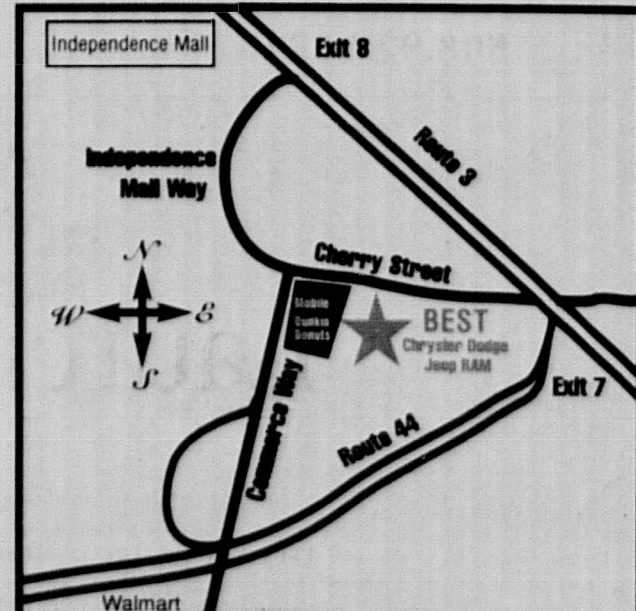 Independence Mall
Exit 8
Route 3
Independence
Mall Way
N
W
E
S
Cherry Street
Mobile
Dunkin
Donuts
BEST
Chrysler Dodge
Jeep RAM
Exit 7
Commerce Way
Route 44
Walmart